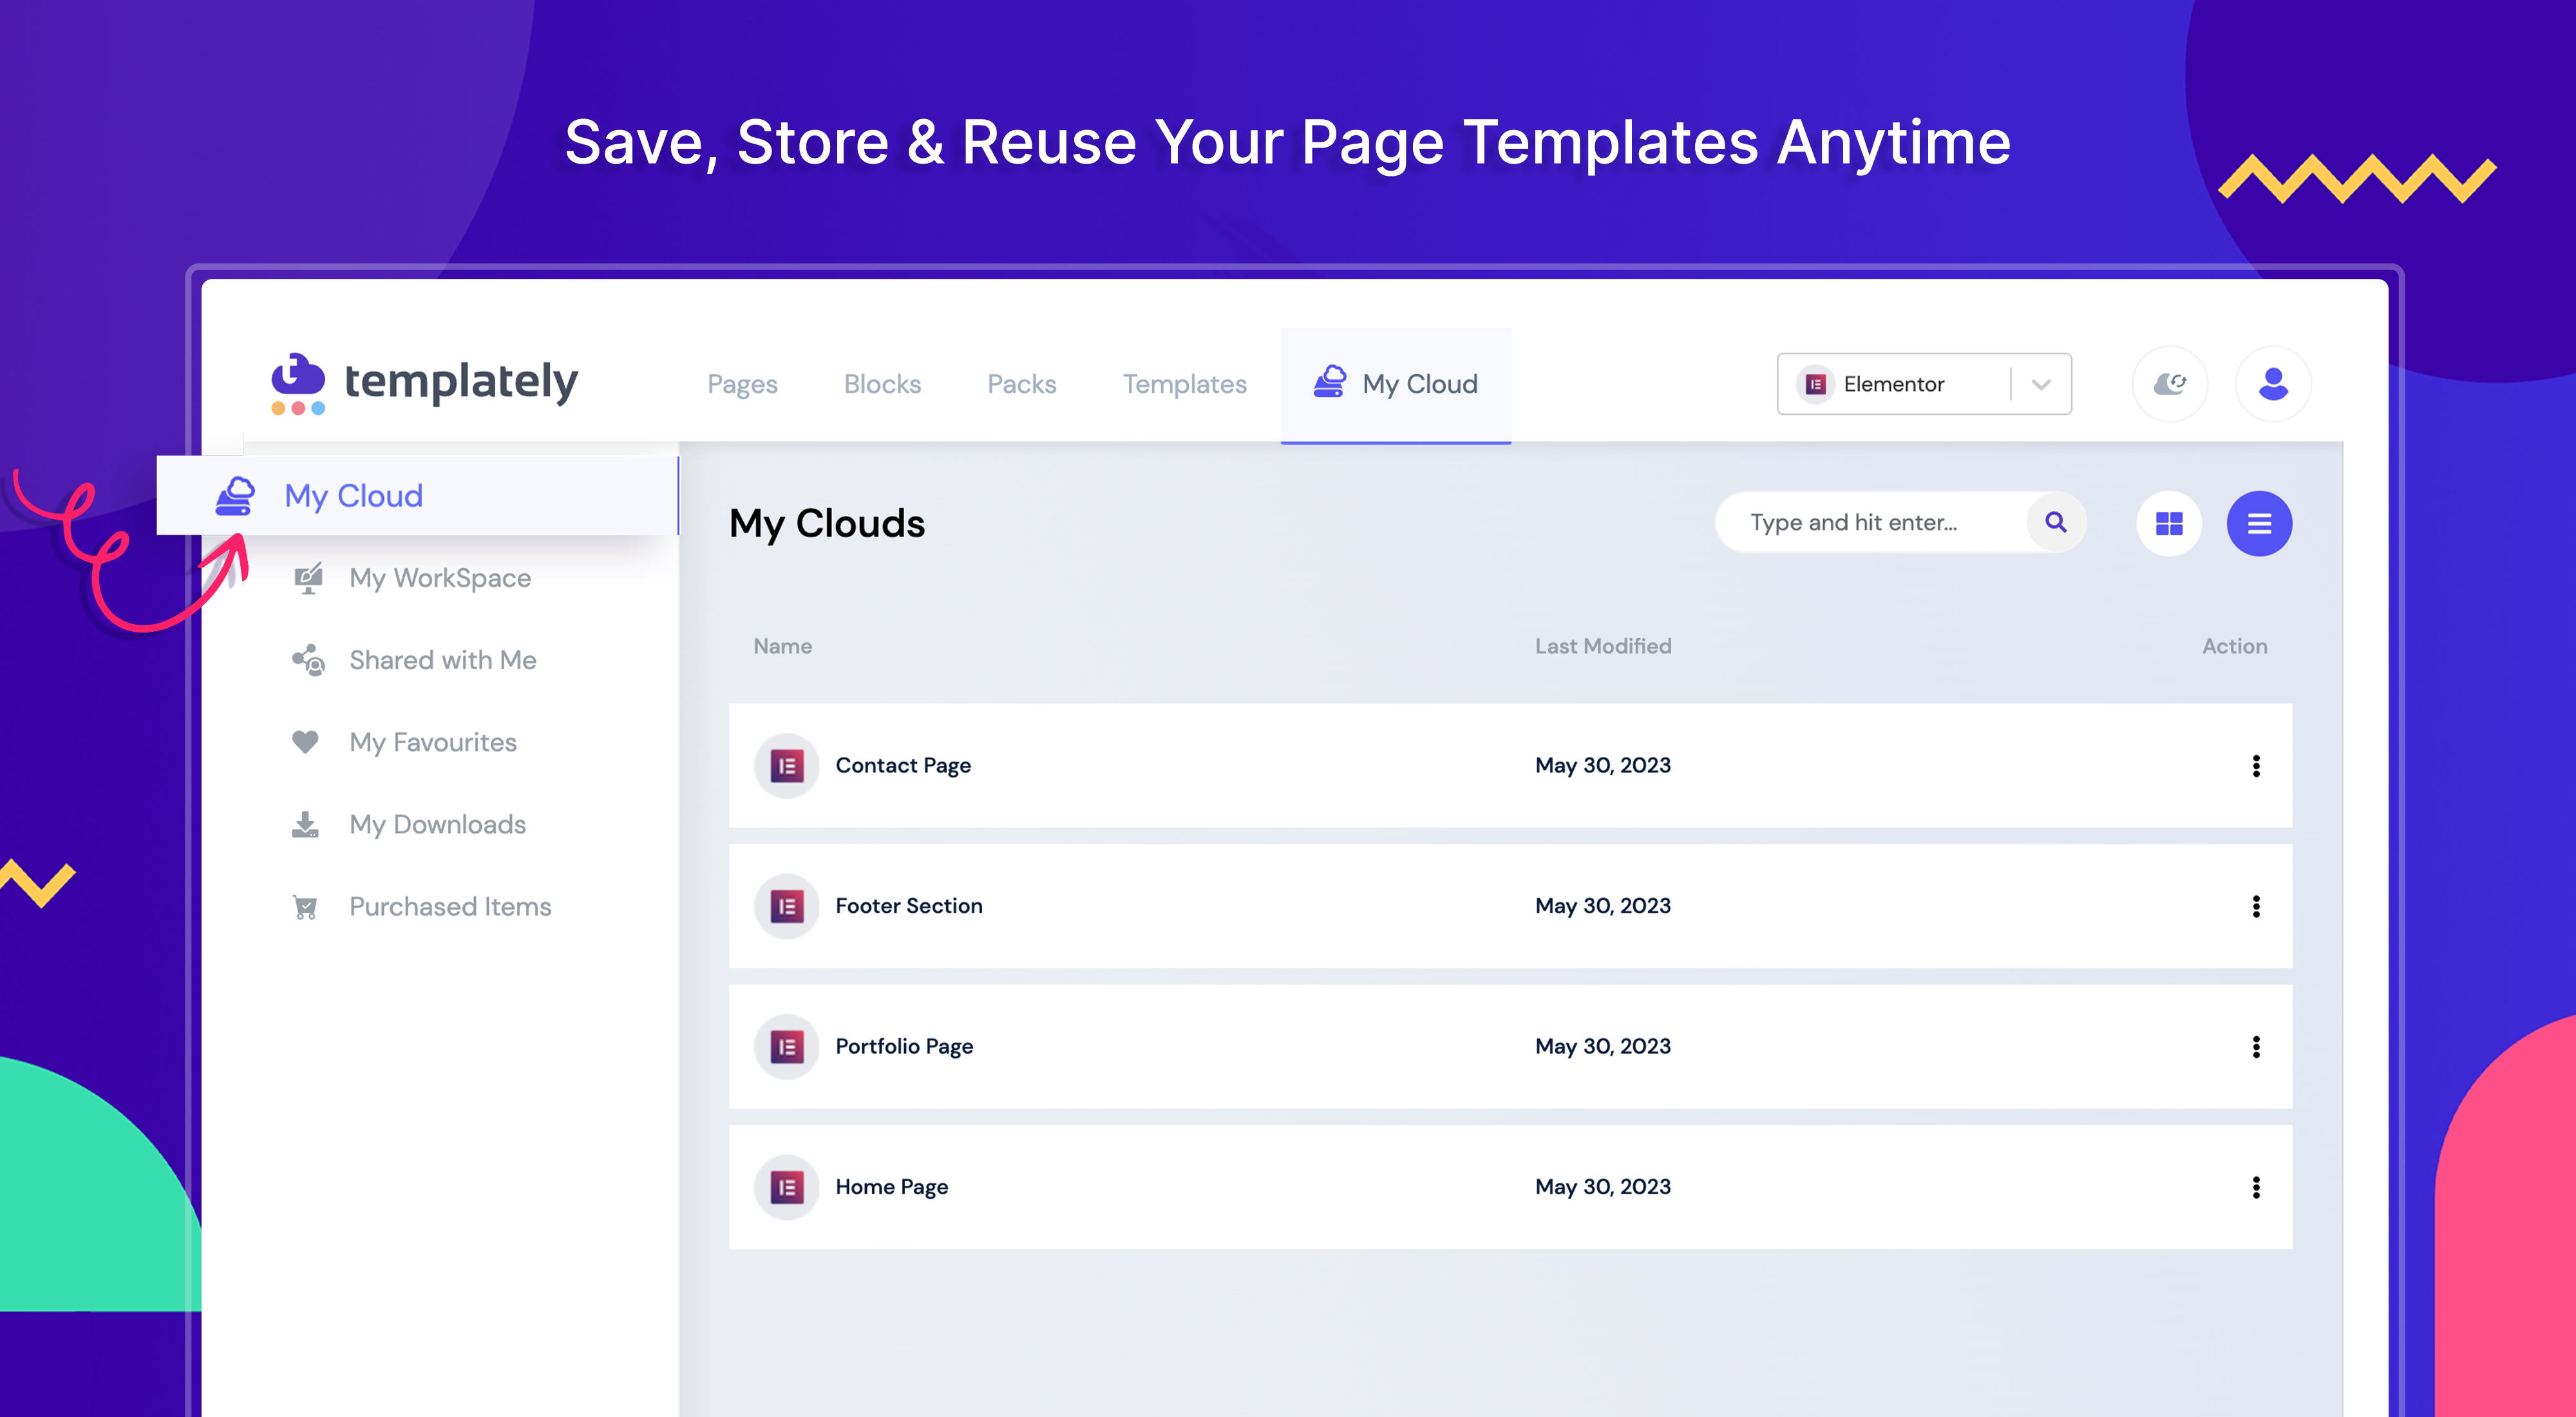 Save, Store & Reuse Your Page Templates Anytime
templately
Pages
Blocks
Packs
Templates
My Cloud
Elementor
My Cloud
My WorkSpace
Shared with Me
My Favourites
My Downloads
Purchased Items
My Clouds
Type and hit enter...
Name
Last Modified
Action
Contact Page
May 30, 2023
Footer Section
May 30, 2023
Portfolio Page
May 30, 2023
Home Page
May 30, 2023